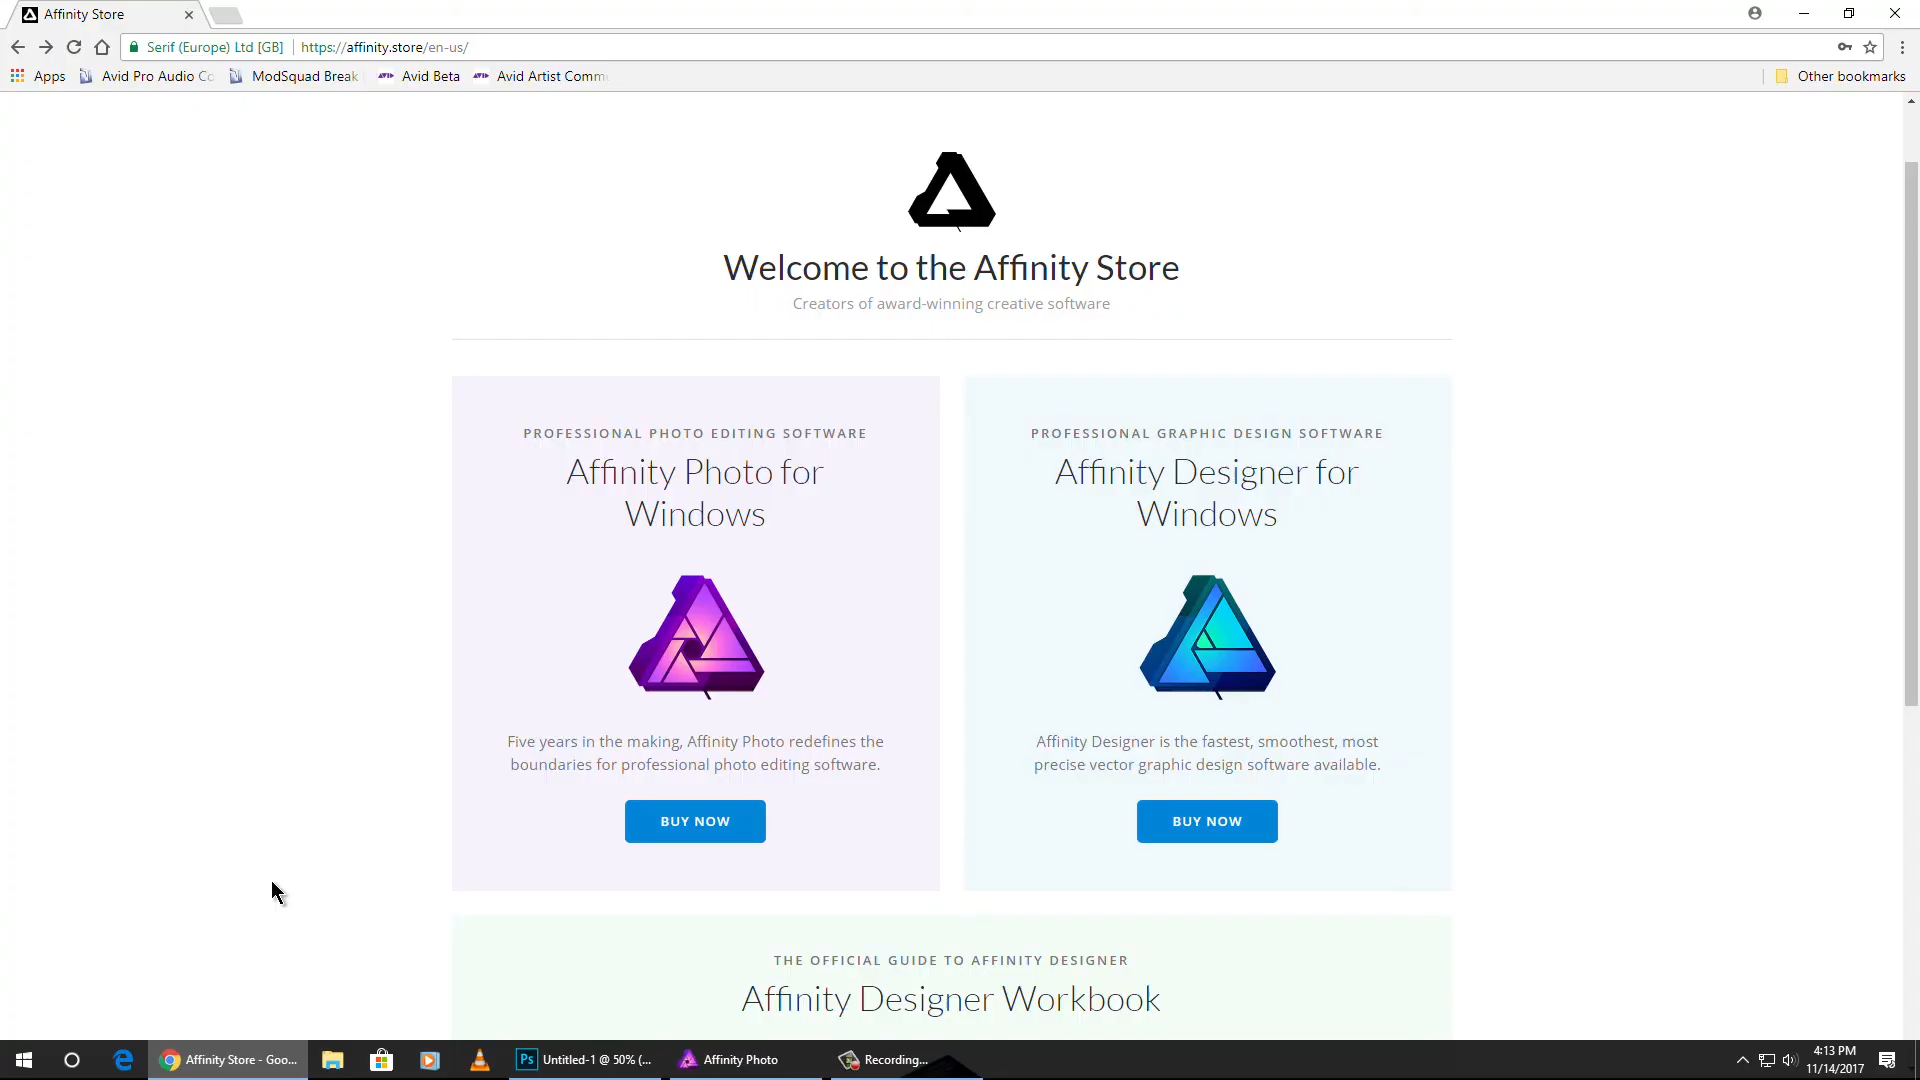 Affinity Store
Serif (Europe) Ltd [GB] https://affinity.store/en-us/
Apps Avid Pro Audio Co ModSquad Break Avid Beta Avid Artist Comm Other bookmarks
Welcome to the Affinity Store
Creators of award-winning creative software
PROFESSIONAL PHOTO EDITING SOFTWARE
Affinity Photo for
Windows
Five years in the making, Affinity Photo redefines the
boundaries for professional photo editing software.
BUY NOW
PROFESSIONAL GRAPHIC DESIGN SOFTWARE
Affinity Designer for
Windows
Affinity Designer is the fastest, smoothest, most
precise vector graphic design software available.
BUY NOW
THE OFFICIAL GUIDE TO AFFINITY DESIGNER
Affinity Designer Workbook
Affinity Store - Goo... Ps Untitled-1 @ 50% (... Affinity Photo Recording... 4:13 PM
11/14/2017